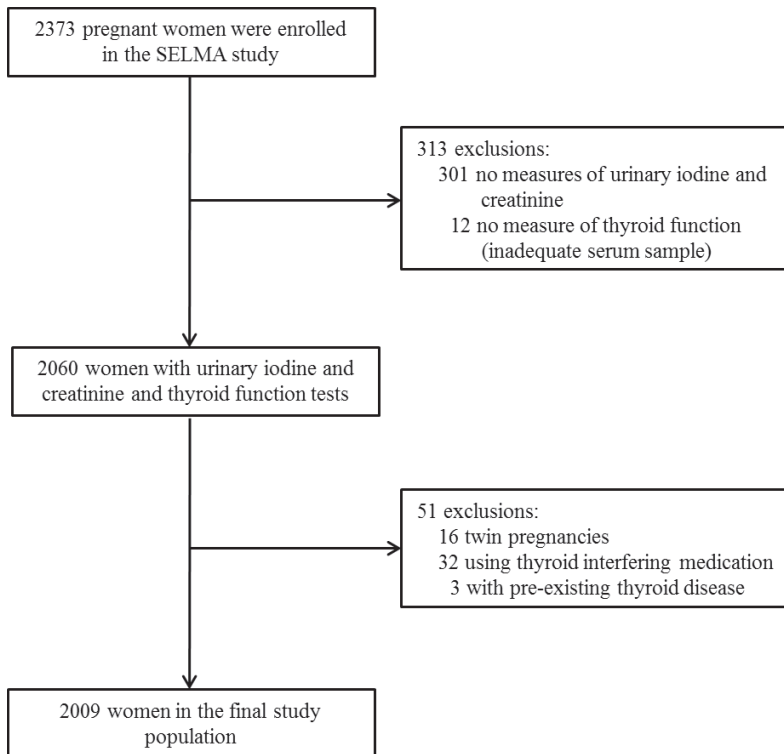 2373 pregnant women were enrolled
in the SELMA study
313 exclusions:
301 no measures of urinary iodine and
creatinine
12 no measure of thyroid function
(inadequate serum sample)
2060 women with urinary iodine and
creatinine and thyroid function tests
51 exclusions:
16 twin pregnancies
32 using thyroid interfering medication
3 with pre-existing thyroid disease
2009 women in the final study
population